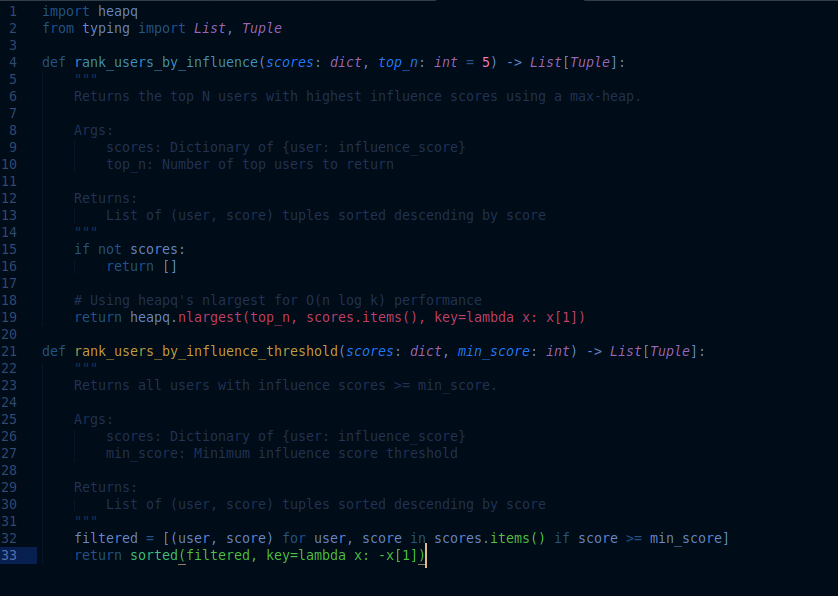 1 import heapq
2 from typing import List, Tuple
3
4 def rank_users_by_influence(scores: dict, top_n: int = 5) -> List[Tuple]:
5     """
6     Returns the top N users with highest influence scores using a max-heap.
7
8     Args:
9         scores: Dictionary of {user: influence_score}
10         top_n: Number of top users to return
11
12     Returns:
13         List of (user, score) tuples sorted descending by score
14     """
15     if not scores:
16         return []
17
18     # Using heapq's nlargest for O(n log k) performance
19     return heapq.nlargest(top_n, scores.items(), key=lambda x: x[1])
20
21 def rank_users_by_influence_threshold(scores: dict, min_score: int) -> List[Tuple]:
22     """
23     Returns all users with influence scores >= min_score.
24
25     Args:
26         scores: Dictionary of {user: influence_score}
27         min_score: Minimum influence score threshold
28
29     Returns:
30         List of (user, score) tuples sorted descending by score
31     """
32     filtered = [(user, score) for user, score in scores.items() if score >= min_score]
33     return sorted(filtered, key=lambda x: -x[1])